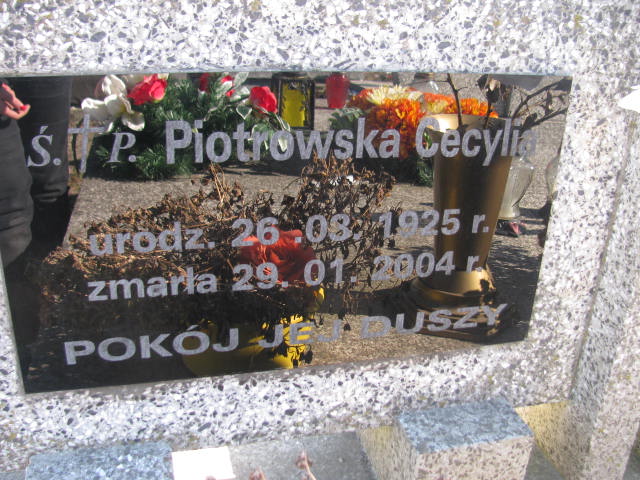 Ś. † P. Piotrowska Cecylia
urodz. 26.08.1925 r.
zmarła 29.01.2004 r.
POKÓJ JEJ DUSZY